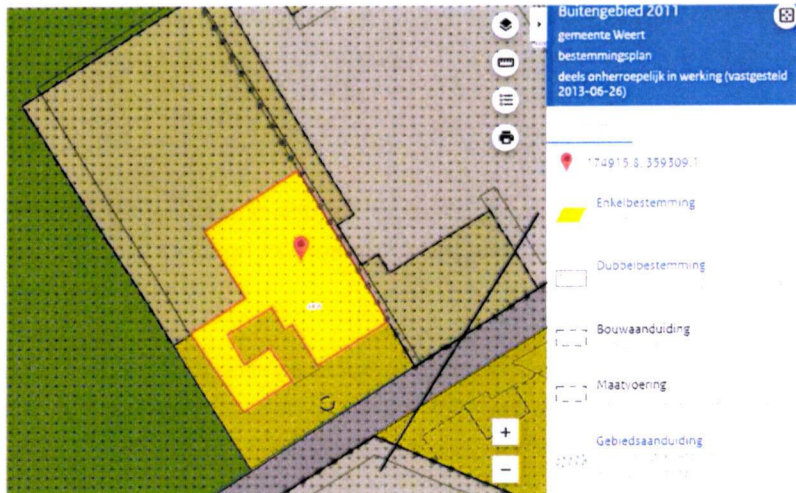 Buitengebied 2011
gemeente Weert
bestemmingsplan
deels onherroepelijk in werking (vastgesteld
2013-06-26)
174915.8, 359309.1
Enkelbestemming
Dubbelbestemming
Bouwaanduiding
Maatvoering
Gebiedsaanduiding
+
−